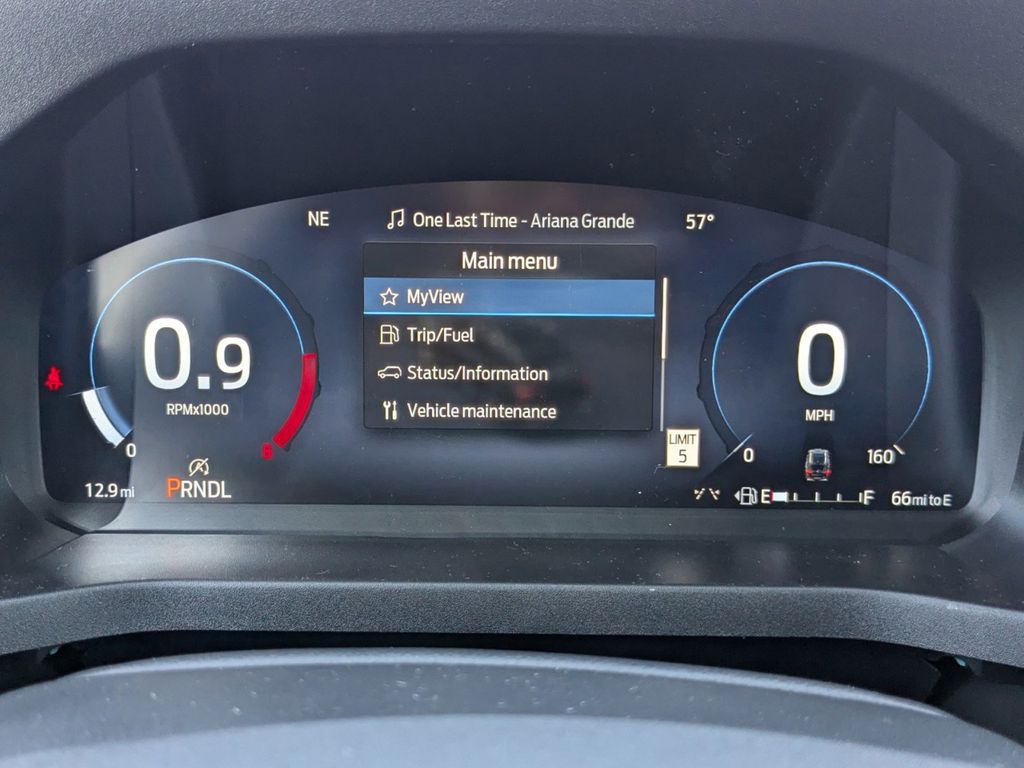 NE
One Last Time - Ariana Grande
57°
Main menu
MyView
Trip/Fuel
Status/Information
Vehicle maintenance
0.9
RPMx1000
0
8
12.9 mi
PRNDL
LIMIT
5
0
MPH
0
160
E
F
66 mi to E